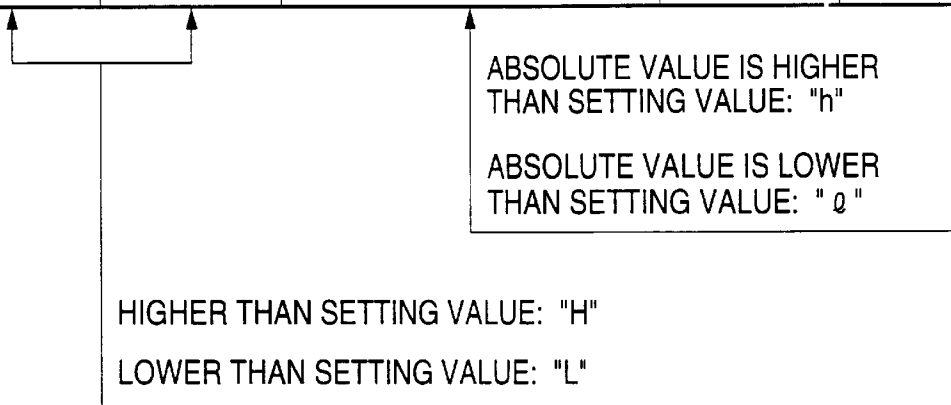 ABSOLUTE VALUE IS HIGHER
THAN SETTING VALUE: "h"
ABSOLUTE VALUE IS LOWER
THAN SETTING VALUE: "ℓ"
HIGHER THAN SETTING VALUE: "H"
LOWER THAN SETTING VALUE: "L"